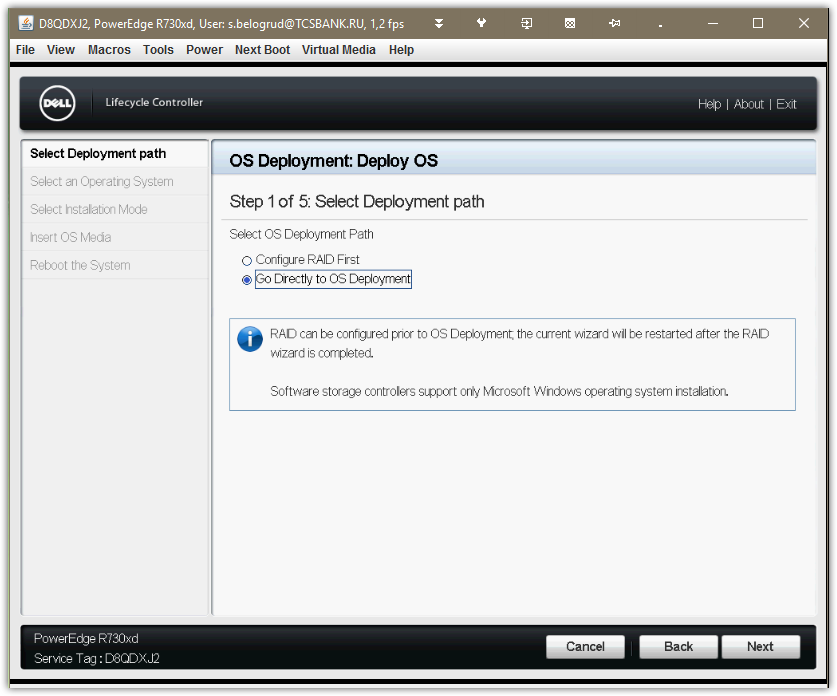 D8QDXJ2, PowerEdge R730xd, User: s.belogrud@TCSBANK.RU, 1,2 fps
File View Macros Tools Power Next Boot Virtual Media Help
DELL Lifecycle Controller Help | About | Exit
Select Deployment path
Select an Operating System
Select Installation Mode
Insert OS Media
Reboot the System
OS Deployment: Deploy OS
Step 1 of 5: Select Deployment path
Select OS Deployment Path
Configure RAID First
Go Directly to OS Deployment
RAID can be configured prior to OS Deployment; the current wizard will be restarted after the RAID
wizard is completed.
Software storage controllers support only Microsoft Windows operating system installation.
PowerEdge R730xd
Service Tag : D8QDXJ2
Cancel Back Next